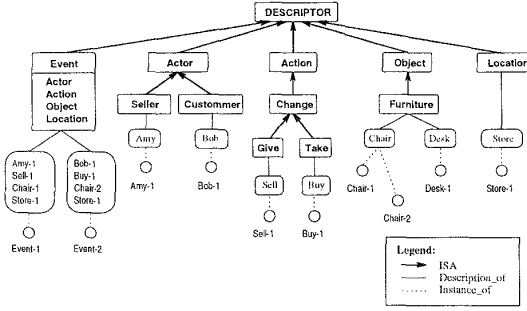 DESCRIPTOR
Event
Actor
Action
Object
Location
Actor
Action
Object
Location
Seller
Custommer
Change
Furniture
Amy
Bob
Give
Take
Chair
Desk
Store
Amy-1
Sell-1
Chair-1
Store-1
Bob-1
Buy-1
Chair-2
Store-1
Sell
Buy
Amy-1
Bob-1
Chair-1
Desk-1
Store-1
Chair-2
Event-1
Event-2
Sell-1
Buy-1
Legend:
ISA
Description_of
Instance_of